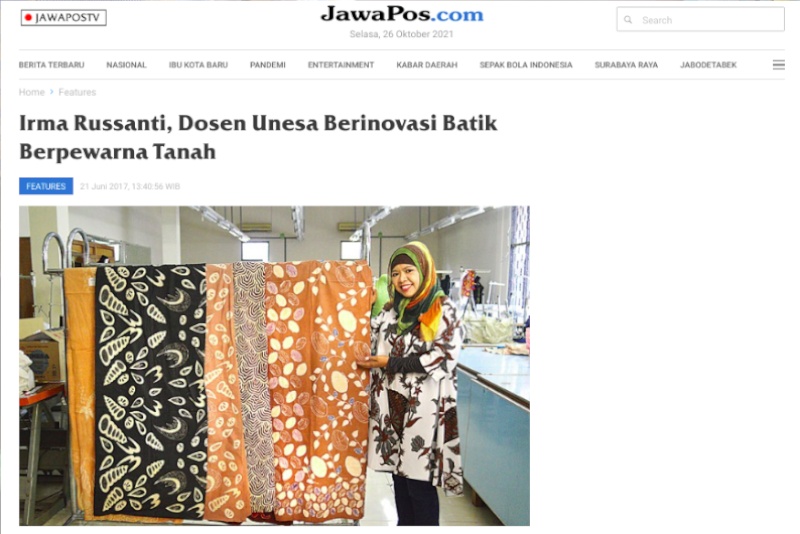 JAWAPOSTV
JawaPos.com
Selasa, 26 Oktober 2021
Search
BERITA TERBARU NASIONAL IBU KOTA BARU PANDEMI ENTERTAINMENT KABAR DAERAH SEPAK BOLA INDONESIA SURABAYA RAYA JABODETABEK
Home > Features
Irma Russanti, Dosen Unesa Berinovasi Batik
Berpewarna Tanah
FEATURES 21 Juni 2017, 13:40:56 WIB